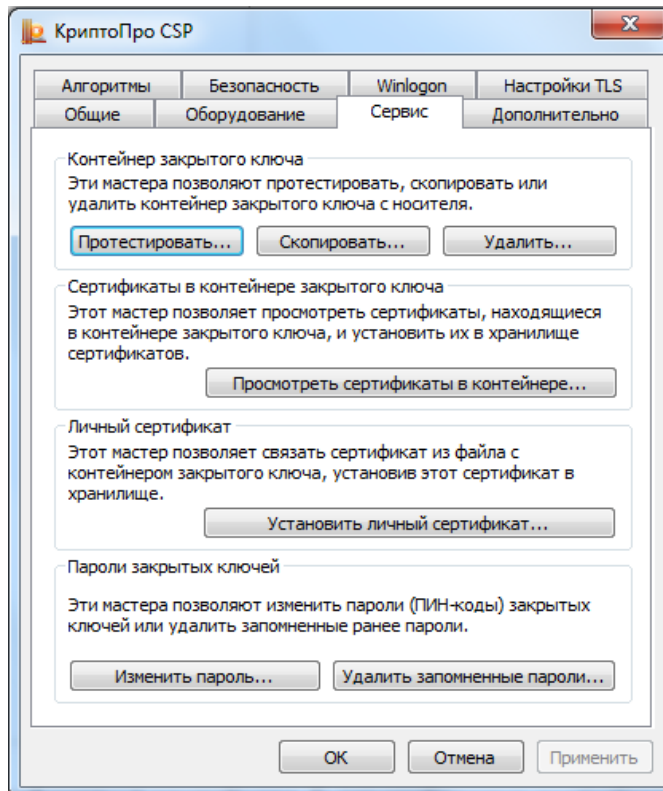 КриптоПро CSP
Алгоритмы Безопасность Winlogon Настройки TLS
Общие Оборудование Сервис Дополнительно
Контейнер закрытого ключа
Эти мастера позволяют протестировать, скопировать или
удалить контейнер закрытого ключа с носителя.
Протестировать... Скопировать... Удалить...
Сертификаты в контейнере закрытого ключа
Этот мастер позволяет просмотреть сертификаты, находящиеся
в контейнере закрытого ключа, и установить их в хранилище
сертификатов.
Просмотреть сертификаты в контейнере...
Личный сертификат
Этот мастер позволяет связать сертификат из файла с
контейнером закрытого ключа, установив этот сертификат в
хранилище.
Установить личный сертификат...
Пароли закрытых ключей
Эти мастера позволяют изменить пароли (ПИН-коды) закрытых
ключей или удалить запомненные ранее пароли.
Изменить пароль... Удалить запомненные пароли...
ОК Отмена Применить